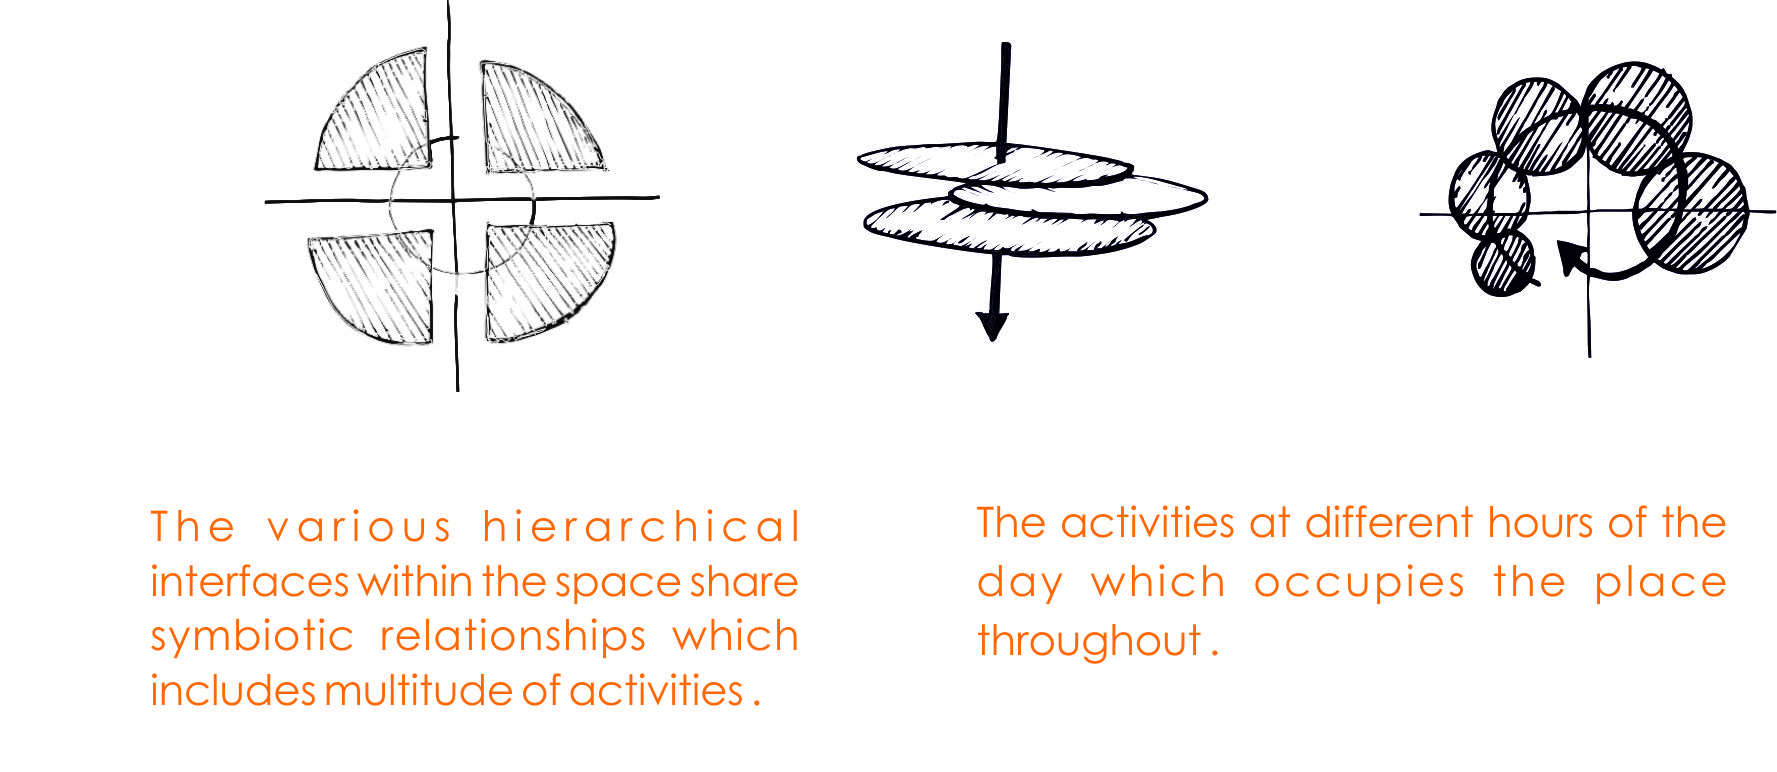 The various hierarchical
interfaces within the space share
symbiotic relationships which
includes multitude of activities .
The activities at different hours of the
day which occupies the place
throughout .